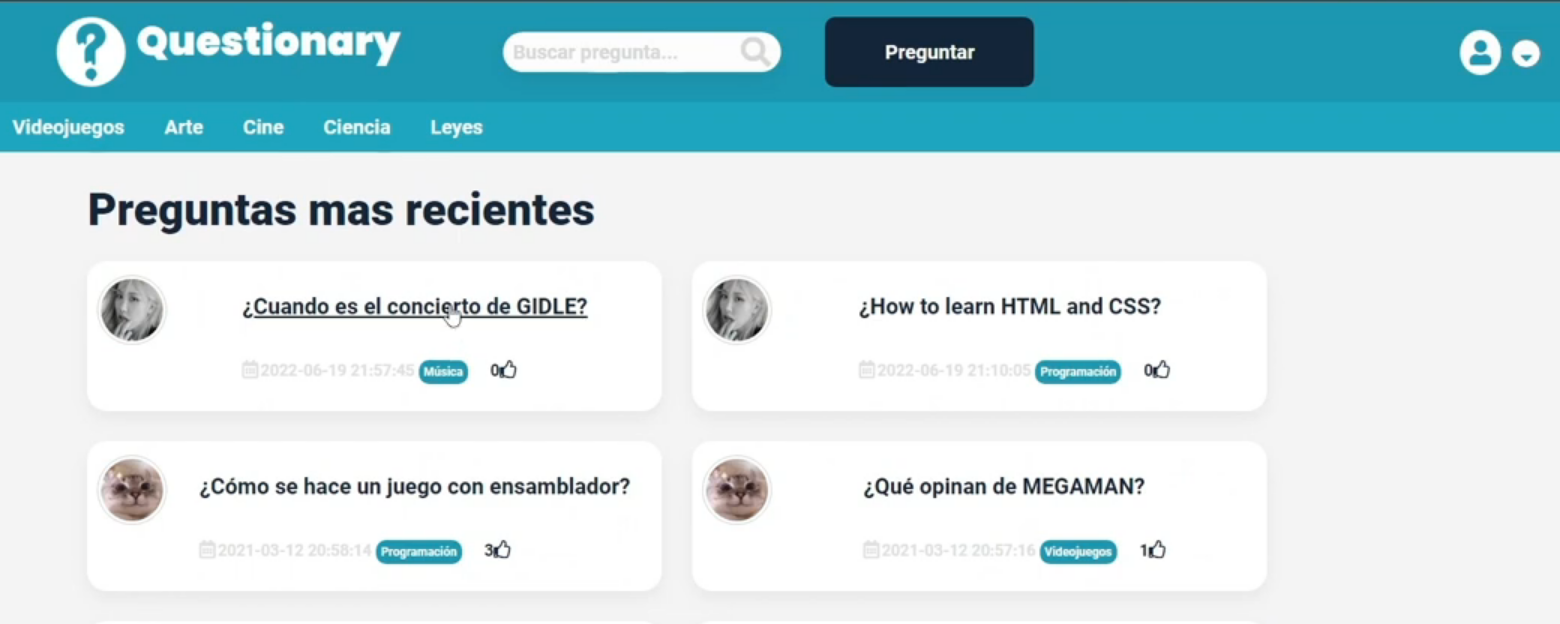 Questionary
Buscar pregunta...
Preguntar
Videojuegos Arte Cine Ciencia Leyes
Preguntas mas recientes
¿Cuando es el concierto de GIDLE?
2022-06-19 21:57:45 Música 0
¿How to learn HTML and CSS?
2022-06-19 21:10:05 Programación 0
¿Cómo se hace un juego con ensamblador?
2021-03-12 20:58:14 Programación 3
¿Qué opinan de MEGAMAN?
2021-03-12 20:57:16 Videojuegos 1